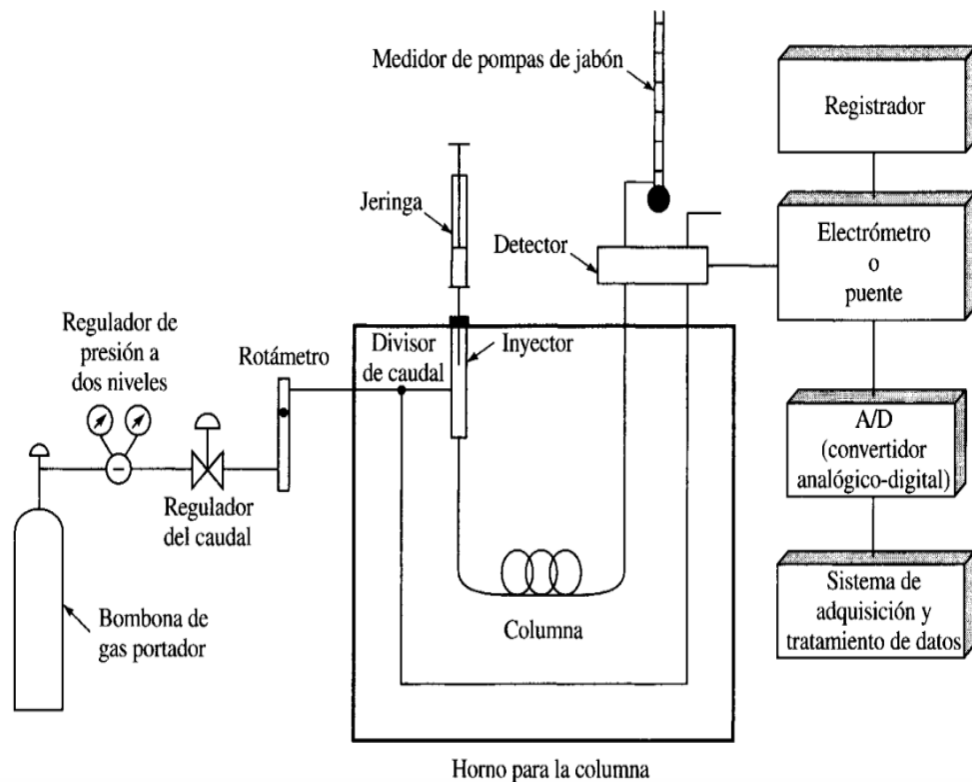 Medidor de pompas de jabón
Registrador
Jeringa
Detector
Electrómetro
o
puente
Regulador de
presión a
dos niveles
Rotámetro
Divisor
de caudal
Inyector
A/D
(convertidor
analógico-digital)
Regulador
del caudal
Columna
Bombona de
gas portador
Sistema de
adquisición y
tratamiento de datos
Horno para la columna